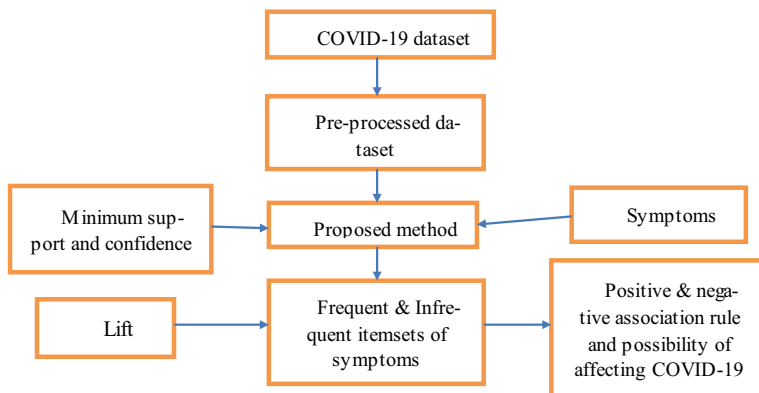 COVID-19 dataset
Pre-processed da-
taset
Minimum sup-
port and confidence
Proposed method
Symptoms
Lift
Frequent & Infre-
quent itemsets of
symptoms
Positive & nega-
tive association rule
and possibility of
affecting COVID-19